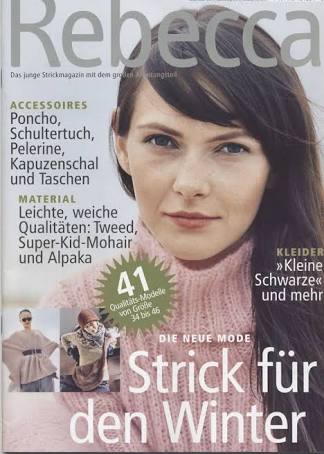 Rebecca
Das junge Strickmagazin mit dem großen Anleitungsteil
ACCESSOIRES
Poncho,
Schultertuch,
Pelerine,
Kapuzenschal
und Taschen
MATERIAL
Leichte, weiche
Qualitäten: Tweed,
Super-Kid-Mohair
und Alpaka
KLEIDER
»Kleine
Schwarze«
und mehr
41
Qualitäts-Modelle
von Größe
34 bis 46
DIE NEUE MODE
Strick für
den Winter